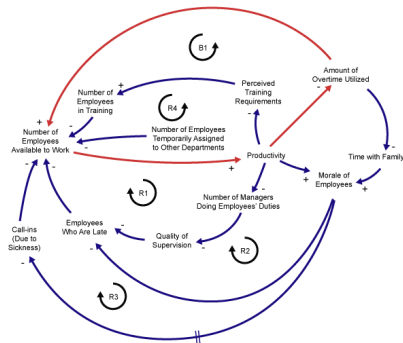 B1
Amount of
Overtime Utilized
-
+
Number of
Employees
in Training
Perceived
Training
Requirements
-
R4
-
+
Number of
Employees
Available to Work
-
-
-
Number of Employees
Temporarily Assigned
to Other Departments
Productivity
+
-
Time with Family
+
Morale of
Employees
+
R1
-
Number of Managers
Doing Employees' Duties
Call-ins
(Due to
Sickness)
-
Employees
Who Are Late
-
-
Quality of
Supervision
-
R2
R3